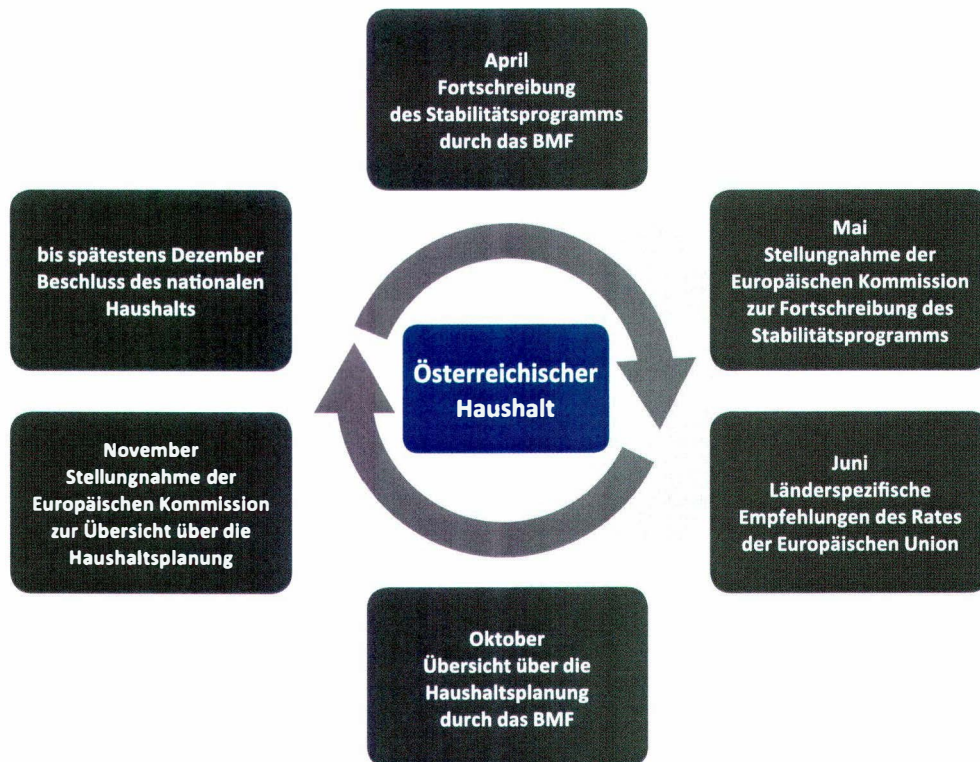 April
Fortschreibung
des Stabilitätsprogramms
durch das BMF
Mai
Stellungnahme der
Europäischen Kommission
zur Fortschreibung des
Stabilitätsprogramms
Juni
Länderspezifische
Empfehlungen des Rates
der Europäischen Union
Oktober
Übersicht über die
Haushaltsplanung
durch das BMF
November
Stellungnahme der
Europäischen Kommission
zur Übersicht über die
Haushaltsplanung
bis spätestens Dezember
Beschluss des nationalen
Haushalts
Österreichischer
Haushalt